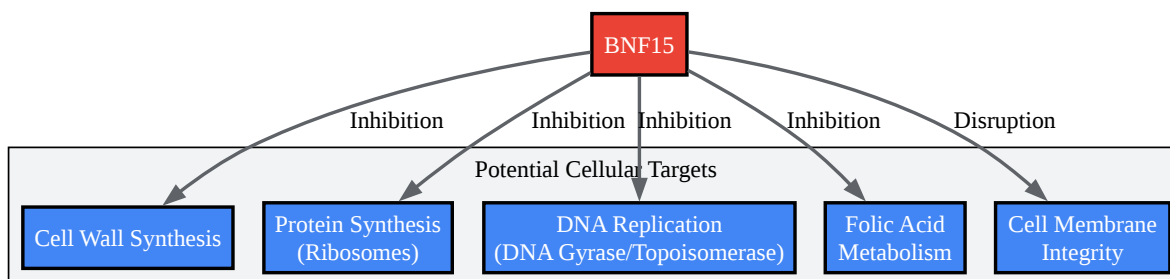 BNF15
Inhibition
Inhibition
Inhibition
Inhibition
Disruption
Potential Cellular Targets
Cell Wall Synthesis
Protein Synthesis
(Ribosomes)
DNA Replication
(DNA Gyrase/Topoisomerase)
Folic Acid
Metabolism
Cell Membrane
Integrity